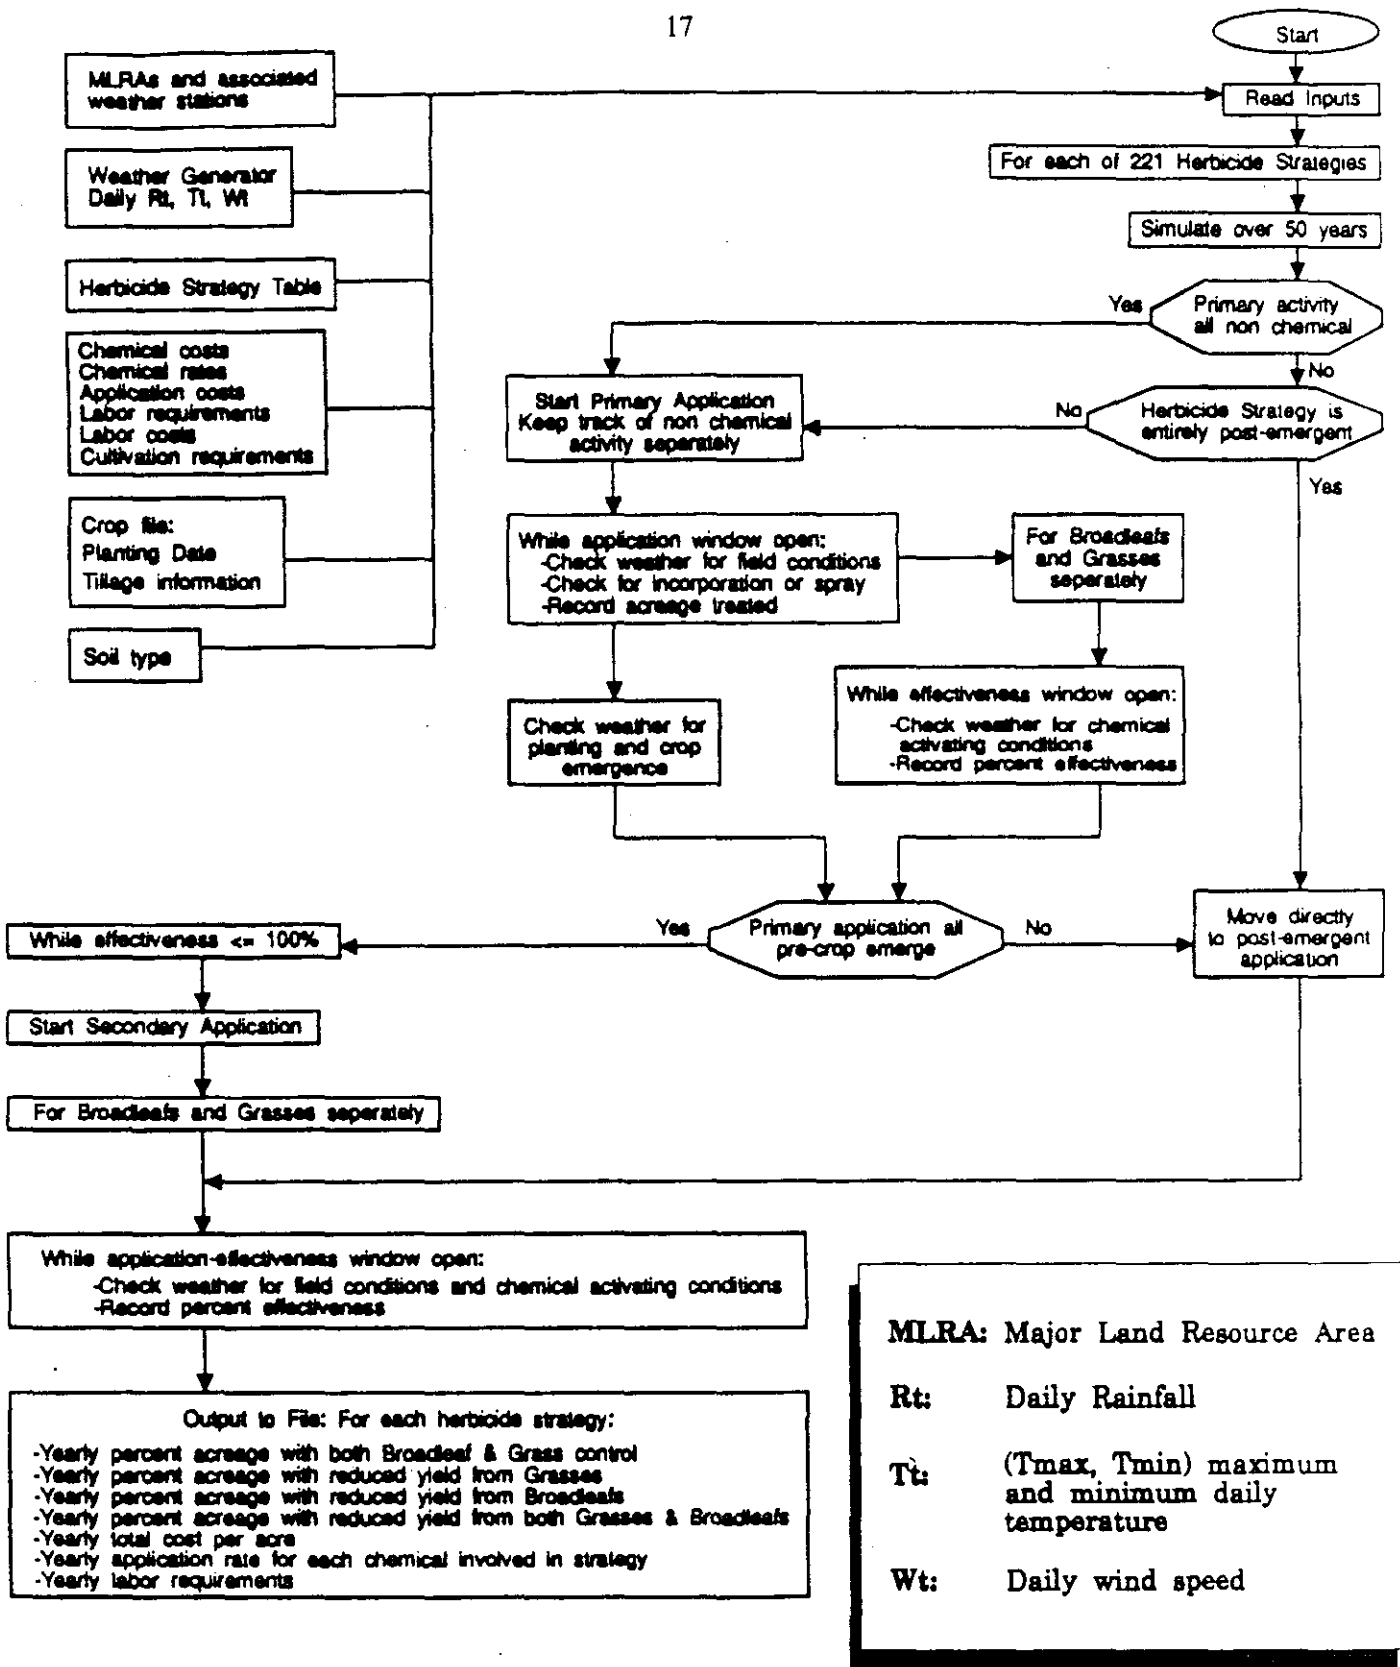 17
Start
MLRAs and associated
weather stations
Read Inputs
Weather Generator
Daily Rt, Tt, Wt
For each of 221 Herbicide Strategies
Simulate over 50 years
Herbicide Strategy Table
Yes
Primary activity
all non chemical
No
Chemical costs
Chemical rates
Application costs
Labor requirements
Labor costs
Cultivation requirements
Start Primary Application
Keep track of non chemical
activity separately
No
Herbicide Strategy is
entirely post-emergent
Yes
Crop file:
Planting Date
Tillage information
While application window open:
-Check weather for field conditions
-Check for incorporation or spray
-Record acreage treated
For Broadleafs
and Grasses
seperately
Soil type
Check weather for
planting and crop
emergence
While effectiveness window open:
-Check weather for chemical
activating conditions
-Record percent effectiveness
While effectiveness <= 100%
Yes
Primary application all
pre-crop emerge
No
Move directly
to post-emergent
application
Start Secondary Application
For Broadleafs and Grasses seperately
While application-effectiveness window open:
-Check weather for field conditions and chemical activating conditions
-Record percent effectiveness
Output to File: For each herbicide strategy:
-Yearly percent acreage with both Broadleaf & Grass control
-Yearly percent acreage with reduced yield from Grasses
-Yearly percent acreage with reduced yield from Broadleafs
-Yearly percent acreage with reduced yield from both Grasses & Broadleafs
-Yearly total cost per acre
-Yearly application rate for each chemical involved in strategy
-Yearly labor requirements
MLRA: Major Land Resource Area
Rt: Daily Rainfall
Tt: (Tmax, Tmin) maximum
and minimum daily
temperature
Wt: Daily wind speed